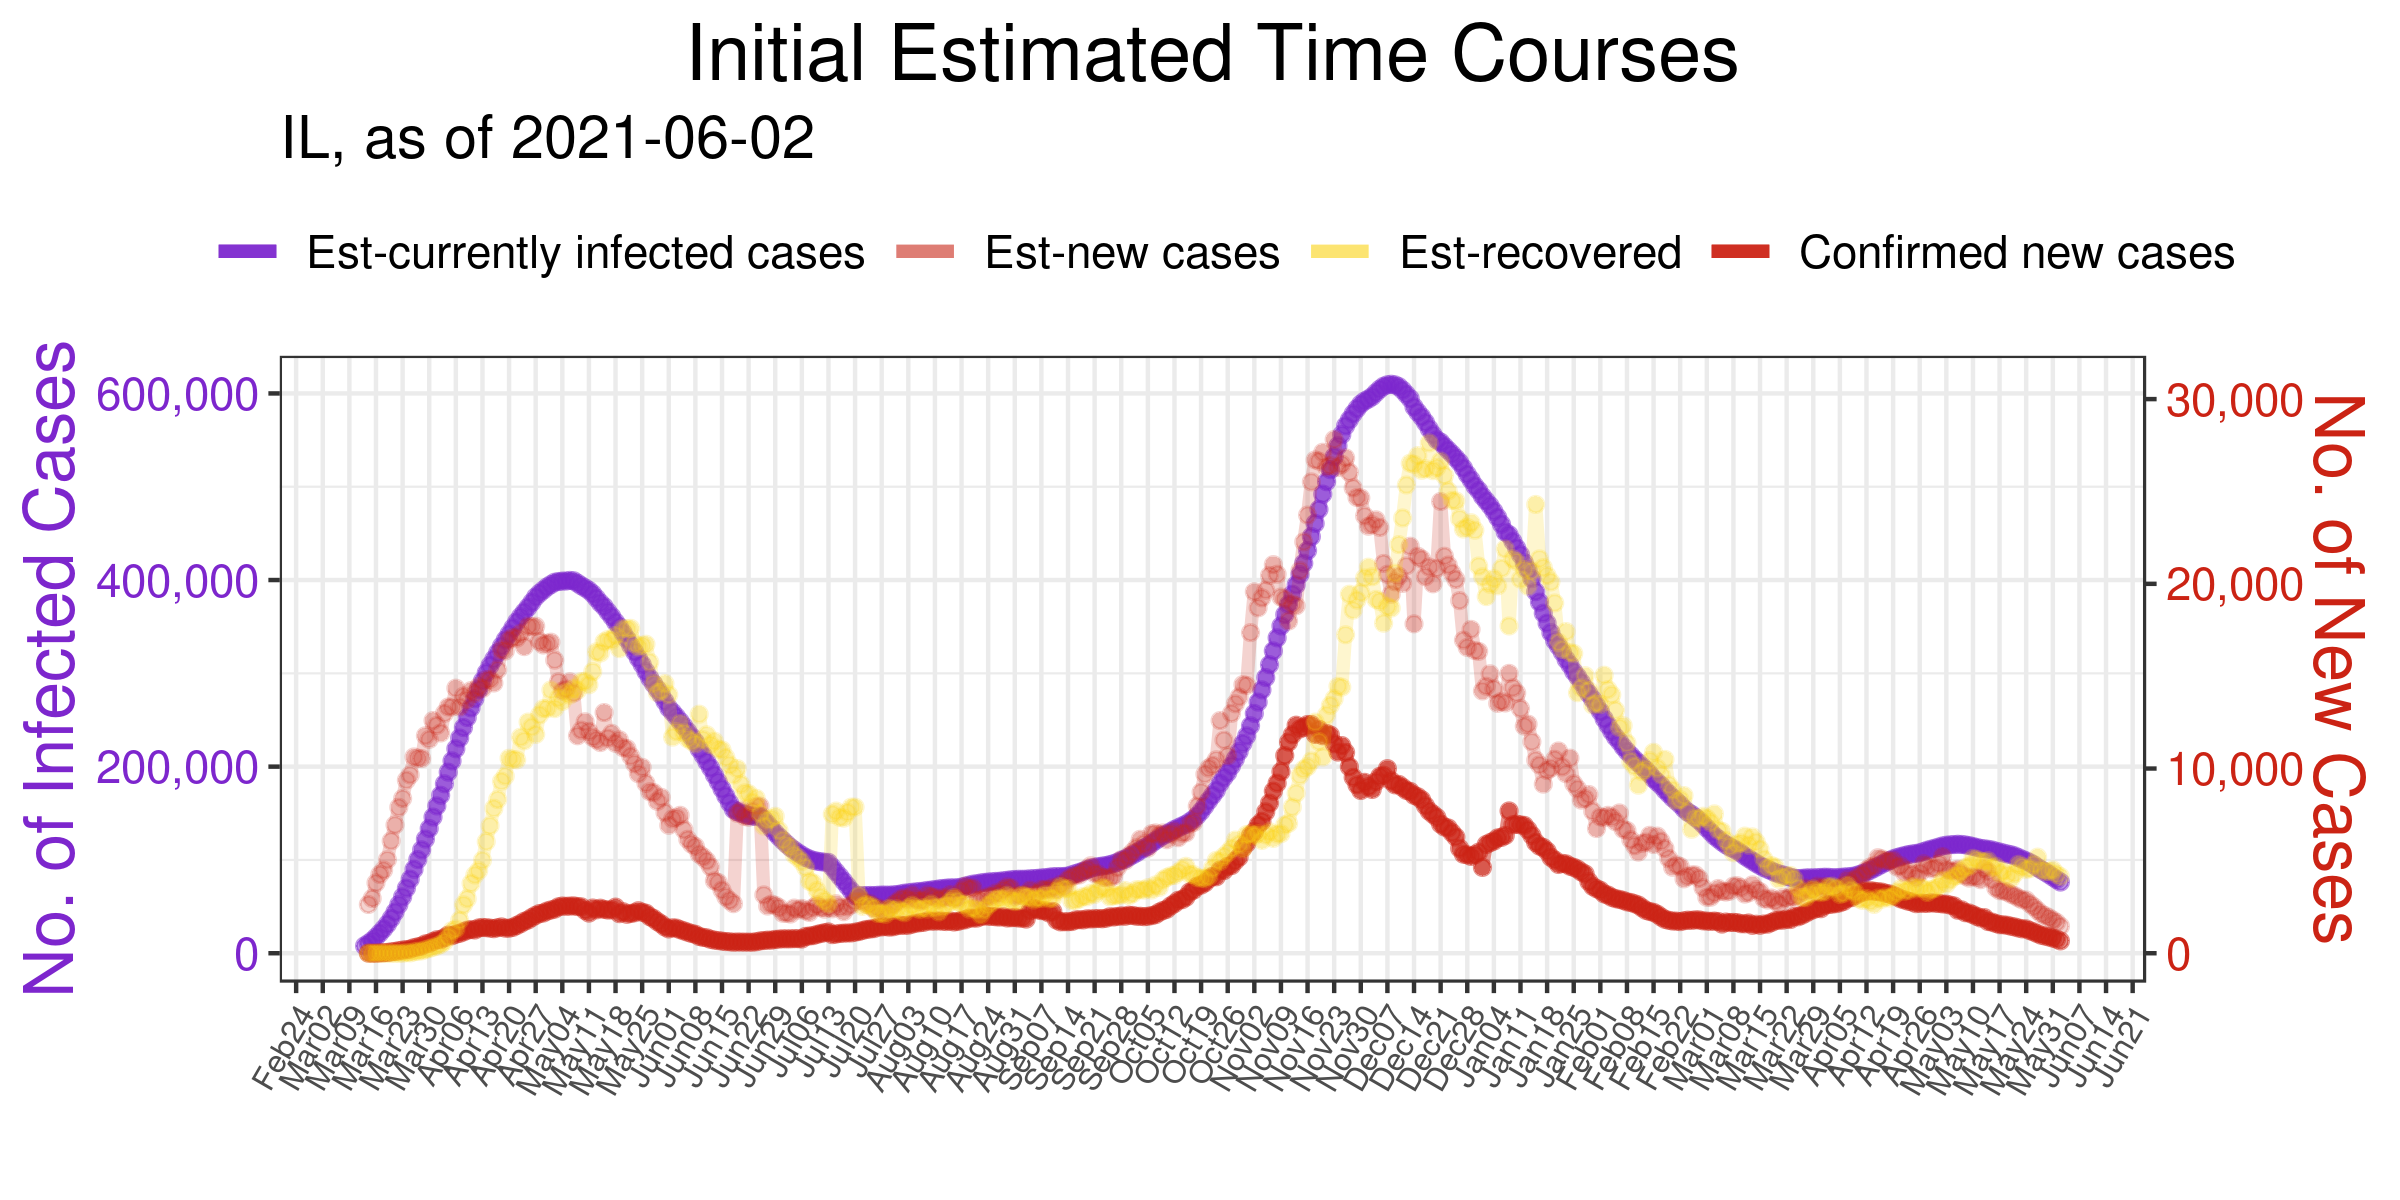 Initial Estimated Time Courses
IL, as of 2021-06-02
Est-currently infected cases Est-new cases Est-recovered Confirmed new cases
No. of Infected Cases
600,000
400,000
200,000
0
30,000
20,000
10,000
0
No. of New Cases
Feb24 Mar02 Mar09 Mar16 Mar23 Mar30 Apr06 Apr13 Apr20 Apr27 May04 May11 May18 May25 Jun01 Jun08 Jun15 Jun22 Jun29 Jul06 Jul13 Jul20 Jul27 Aug03 Aug10 Aug17 Aug24 Aug31 Sep07 Sep14 Sep21 Sep28 Oct05 Oct12 Oct19 Oct26 Nov02 Nov09 Nov16 Nov23 Nov30 Dec07 Dec14 Dec21 Dec28 Jan04 Jan11 Jan18 Jan25 Feb01 Feb08 Feb15 Feb22 Mar01 Mar08 Mar15 Mar22 Mar29 Apr05 Apr12 Apr19 Apr26 May03 May10 May17 May24 May31 Jun07 Jun14 Jun21